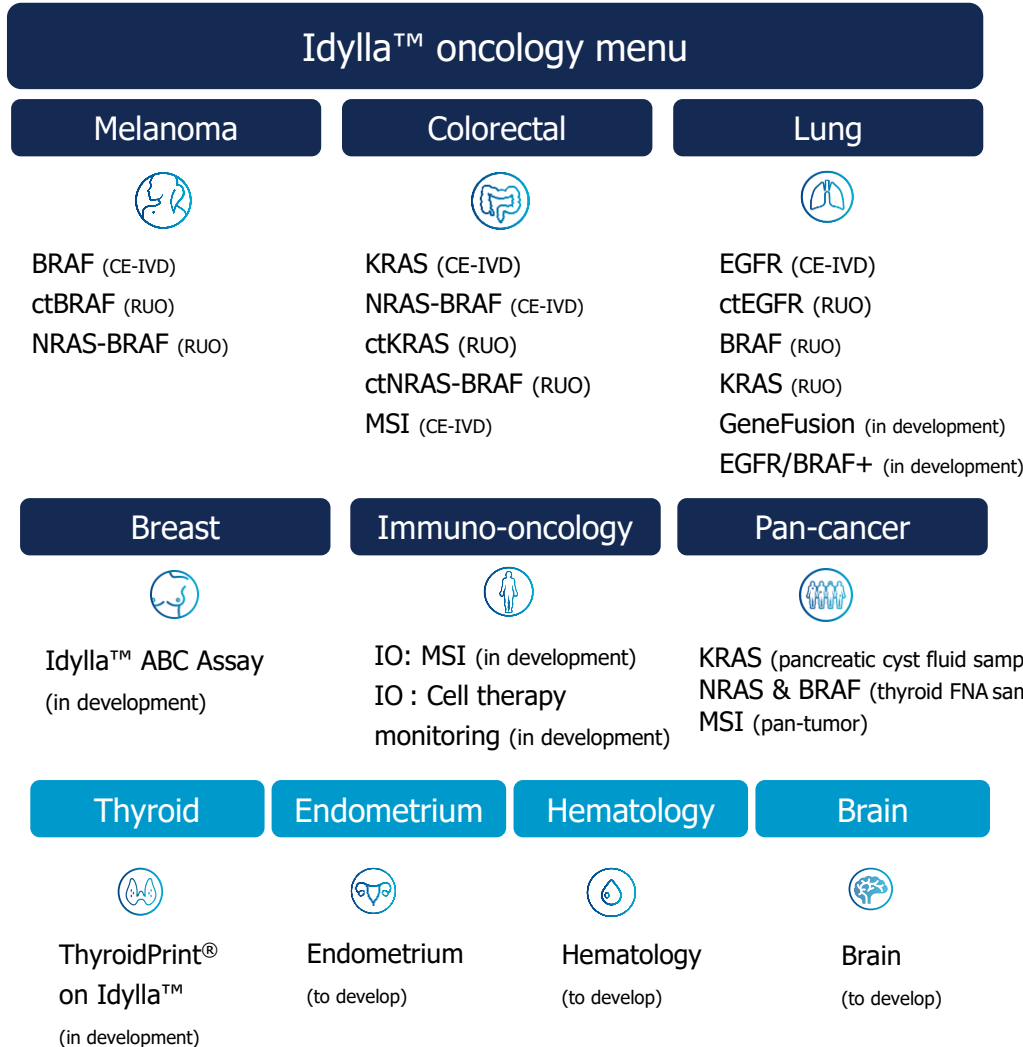 Idylla™ oncology menu
Melanoma
BRAF (CE-IVD)
ctBRAF (RUO)
NRAS-BRAF (RUO)
Colorectal
KRAS (CE-IVD)
NRAS-BRAF (CE-IVD)
ctKRAS (RUO)
ctNRAS-BRAF (RUO)
MSI (CE-IVD)
Lung
EGFR (CE-IVD)
ctEGFR (RUO)
BRAF (RUO)
KRAS (RUO)
GeneFusion (in development)
EGFR/BRAF+ (in development)
Breast
Idylla™ ABC Assay
(in development)
Immuno-oncology
IO: MSI (in development)
IO : Cell therapy
monitoring (in development)
Pan-cancer
KRAS (pancreatic cyst fluid
NRAS & BRAF (thyroid FNA
MSI (pan-tumor)
Thyroid
ThyroidPrint®
on Idylla™
(in development)
Endometrium
Endometrium
(to develop)
Hematology
Hematology
(to develop)
Brain
Brain
(to develop)